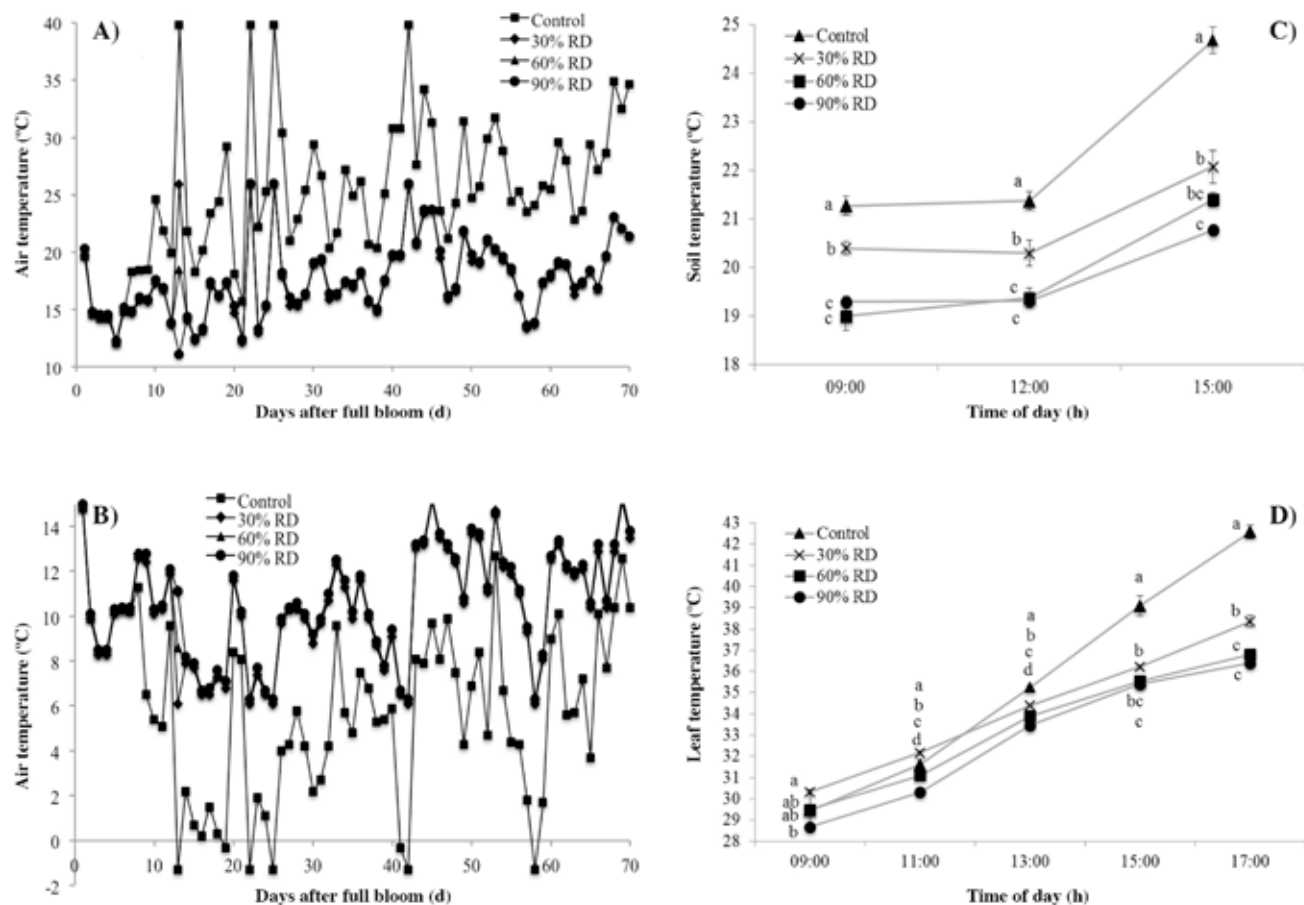 A)
Control
30% RD
60% RD
90% RD
Air temperature (°C)
40
35
30
25
20
15
10
0
10
20
30
40
50
60
70
Days after full bloom (d)
C)
Control
30% RD
60% RD
90% RD
Soil temperature (°C)
25
24
23
22
21
20
19
18
a
a
a
b
b
b
bc
c
c
c
c
c
09:00
12:00
15:00
Time of day (h)
B)
Control
30% RD
60% RD
90% RD
Air temperature (°C)
14
12
10
8
6
4
2
0
-2
0
10
20
30
40
50
60
70
Days after full bloom (d)
D)
Control
30% RD
60% RD
90% RD
Leaf temperature (°C)
43
42
41
40
39
38
37
36
35
34
33
32
31
30
29
28
a
ab
ab
b
a
b
c
d
a
b
c
d
a
b
bc
c
a
b
c
c
09:00
11:00
13:00
15:00
17:00
Time of day (h)